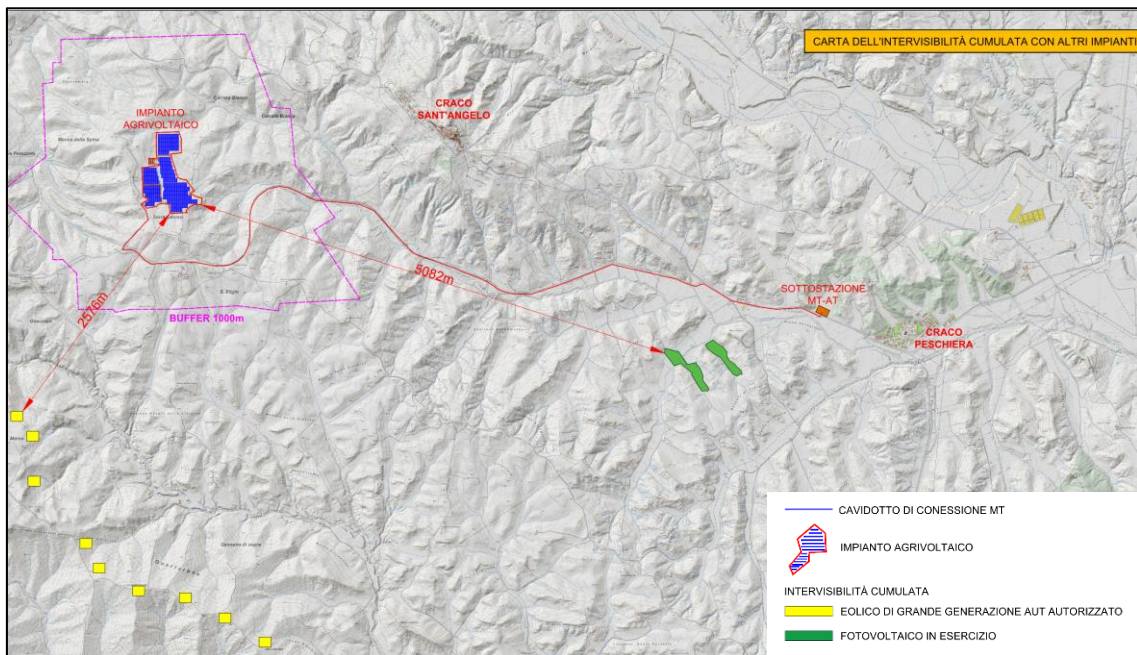 CARTA DELL'INTERVISIBILITÀ CUMULATA CON ALTRI IMPIANTI
IMPIANTO
AGRIVOLTAICO
CRACO
SANT'ANGELO
2576m
5082m
BUFFER 1000m
SOTTOSTAZIONE
MT-AT
CRACO
PESCHIERA
CAVIDOTTO DI CONESSIONE MT
IMPIANTO AGRIVOLTAICO
INTERVISIBILITÀ CUMULATA
EOLICO DI GRANDE GENERAZIONE AUT AUTORIZZATO
FOTOVOLTAICO IN ESERCIZIO